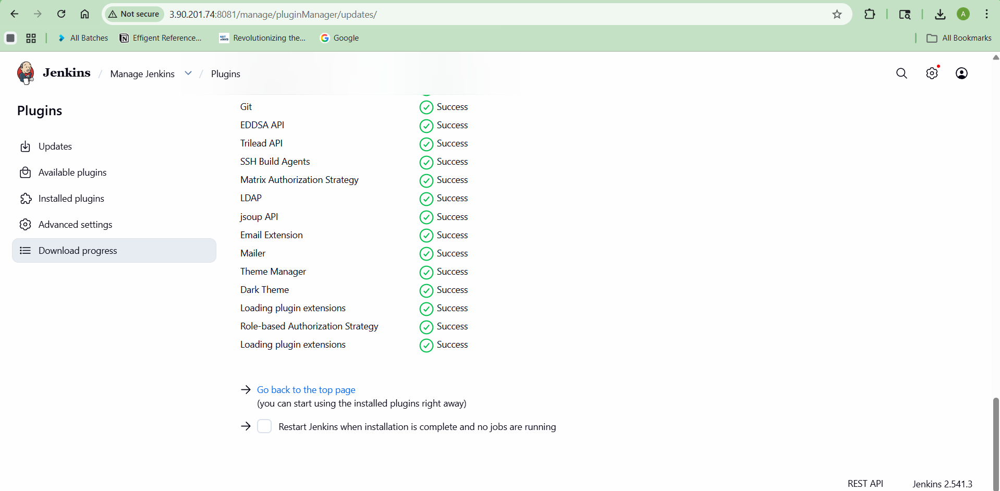 Not secure 3.90.201.74:8081/manage/pluginManager/updates/ A
All Batches Effigent Reference... NXT WAVE Revolutionizing the... Google All Bookmarks
Jenkins / Manage Jenkins / Plugins
Plugins
Updates
Available plugins
Installed plugins
Advanced settings
Download progress
Git Success
EDDSA API Success
Trilead API Success
SSH Build Agents Success
Matrix Authorization Strategy Success
LDAP Success
jsoup API Success
Email Extension Success
Mailer Success
Theme Manager Success
Dark Theme Success
Loading plugin extensions Success
Role-based Authorization Strategy Success
Loading plugin extensions Success
Go back to the top page
(you can start using the installed plugins right away)
Restart Jenkins when installation is complete and no jobs are running
REST API Jenkins 2.541.3